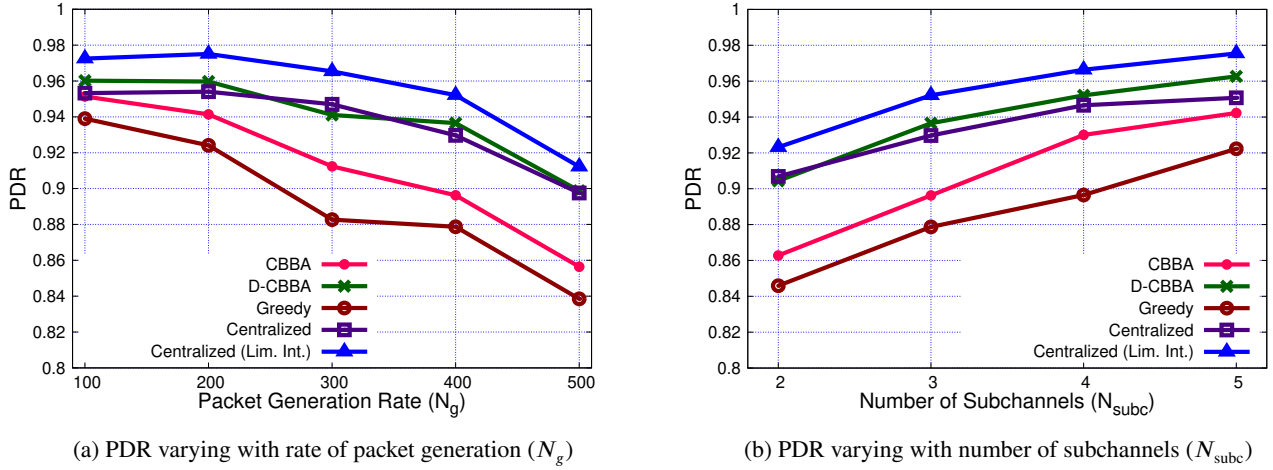 1
0.98
0.96
0.94
0.92
0.9
0.88
0.86
0.84
0.82
0.8
PDR
CBBA
D-CBBA
Greedy
Centralized
Centralized (Lim. Int.)
100 200 300 400 500
Packet Generation Rate (N_g)
(a) PDR varying with rate of packet generation (N_g)
1
0.98
0.96
0.94
0.92
0.9
0.88
0.86
0.84
0.82
0.8
PDR
CBBA
D-CBBA
Greedy
Centralized
Centralized (Lim. Int.)
2 3 4 5
Number of Subchannels (N_subc)
(b) PDR varying with number of subchannels (N_subc)